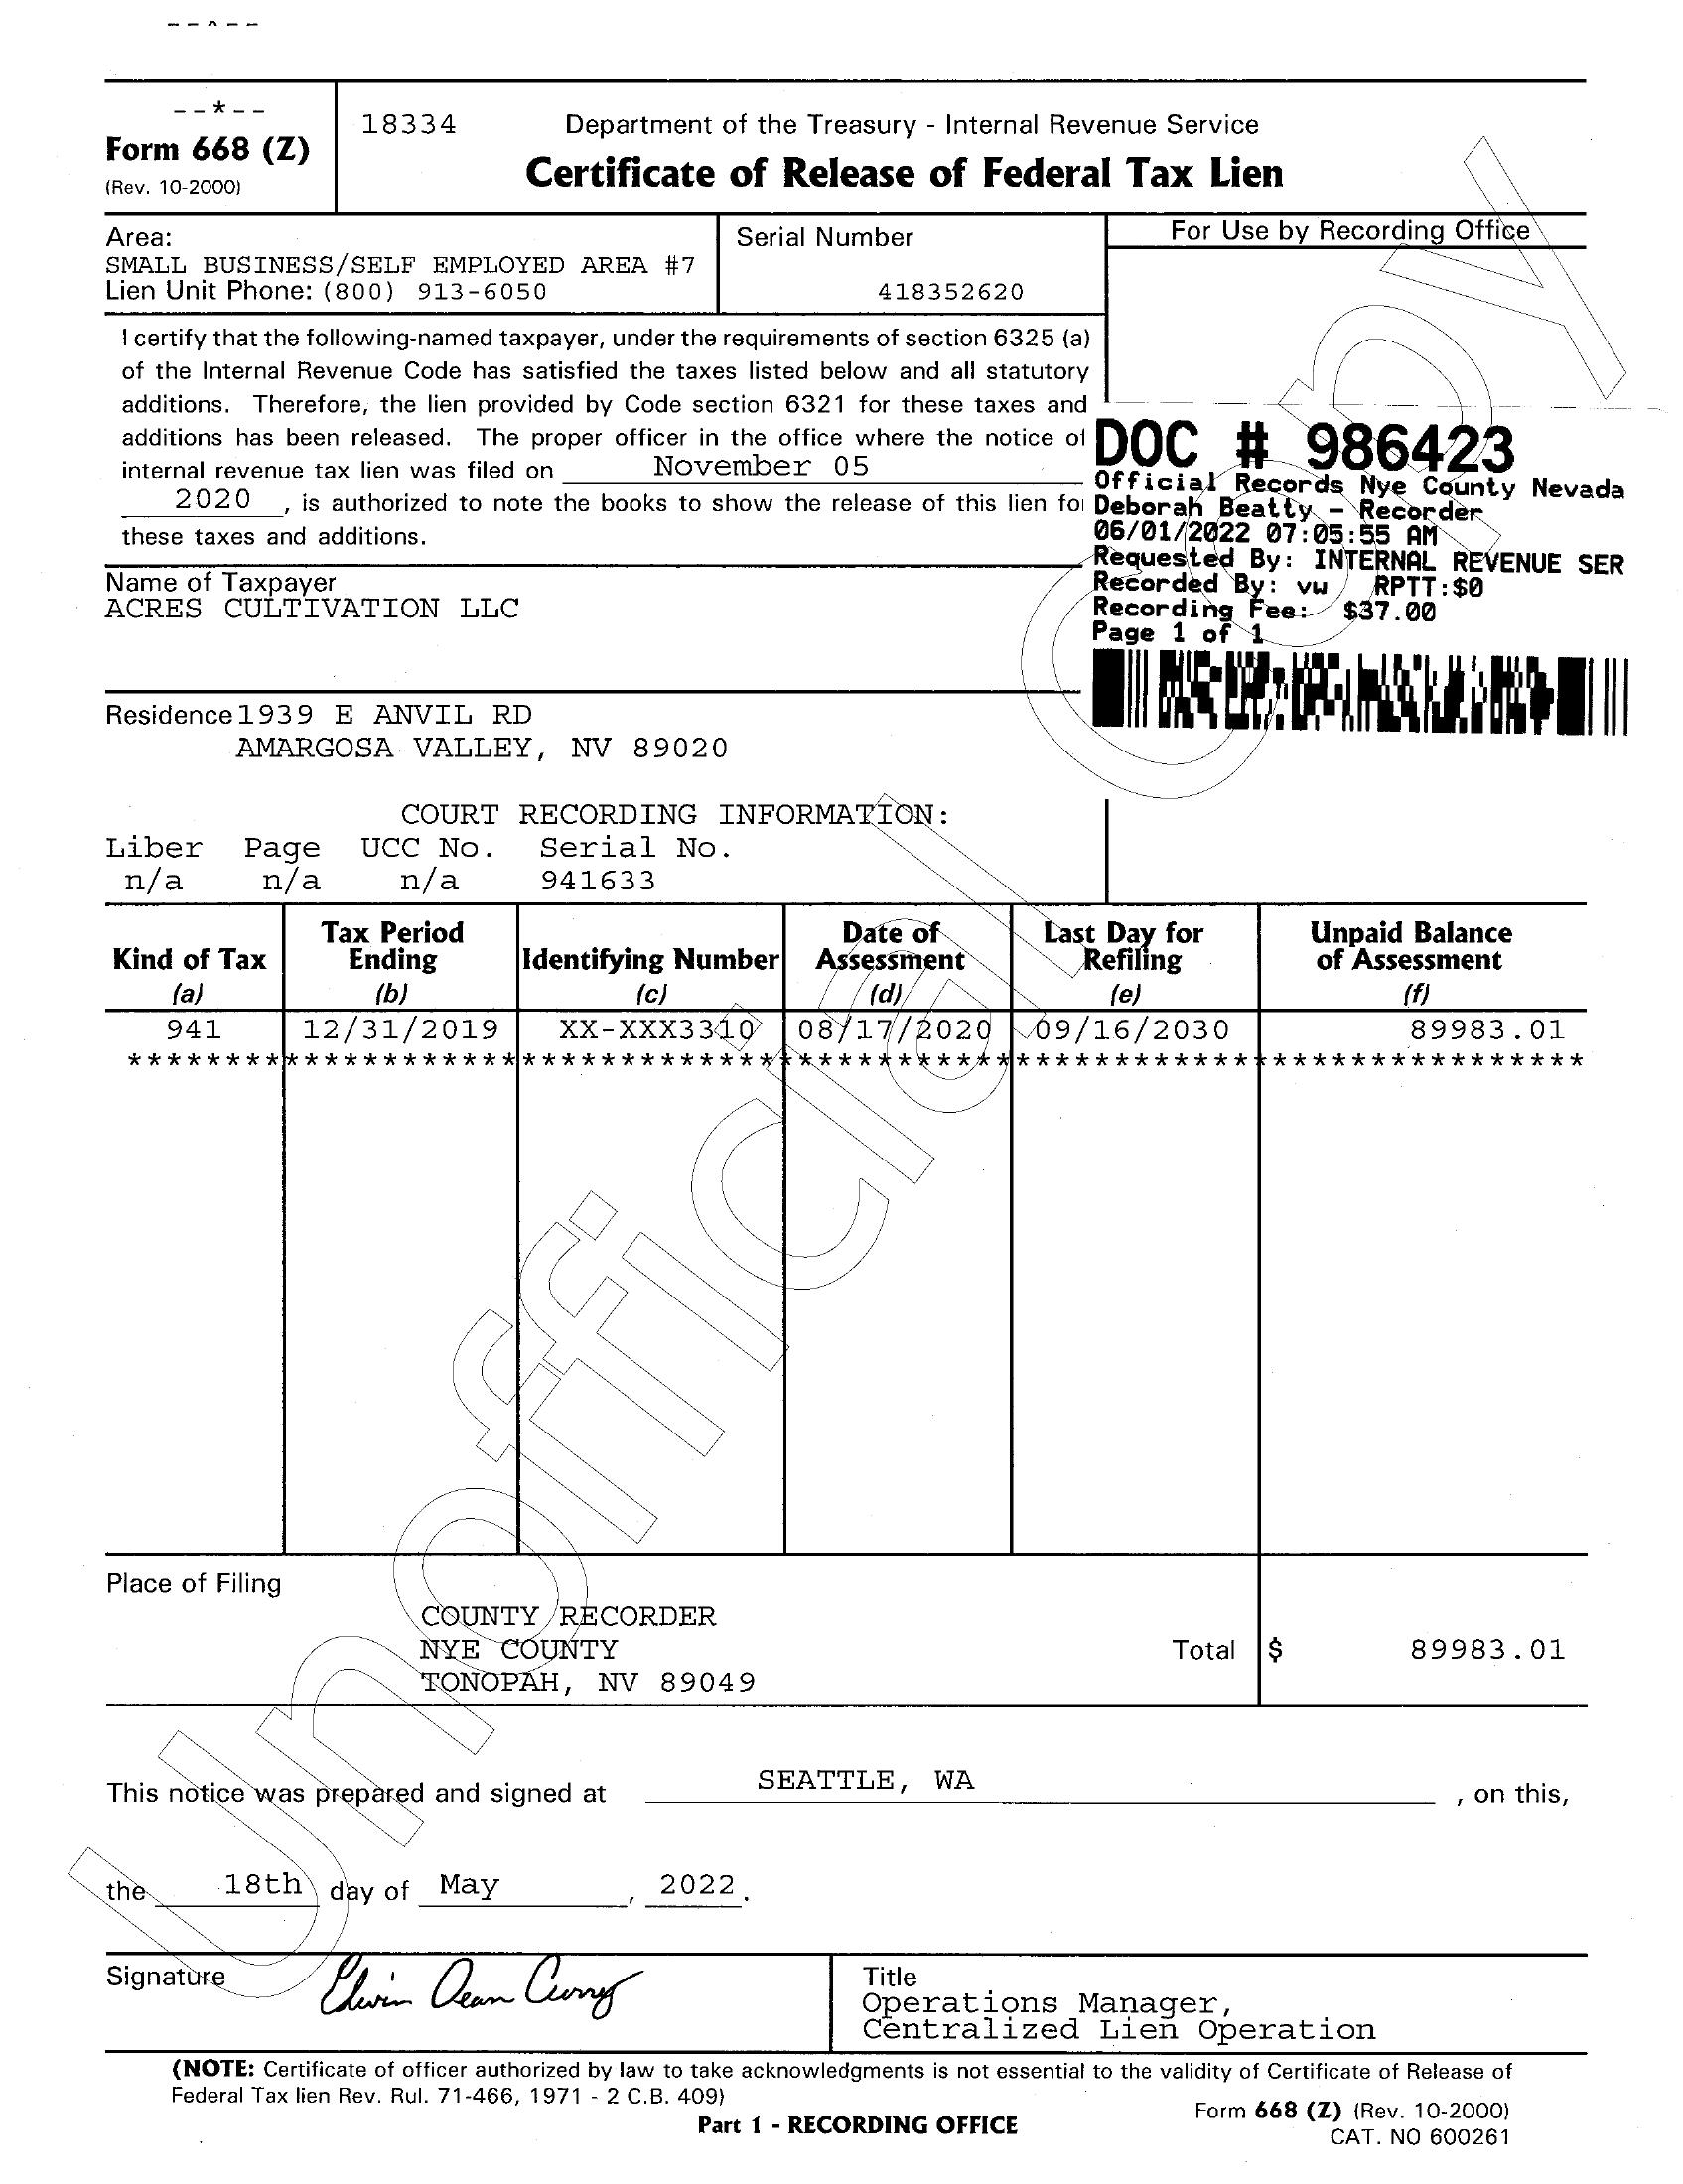 --*--
Form 668 (Z)
(Rev. 10-2000)
18334
Department of the Treasury - Internal Revenue Service
Certificate of Release of Federal Tax Lien
Area:
SMALL BUSINESS/SELF EMPLOYED AREA #7
Lien Unit Phone: (800) 913-6050
Serial Number
418352620
For Use by Recording Office
I certify that the following-named taxpayer, under the requirements of section 6325 (a)
of the Internal Revenue Code has satisfied the taxes listed below and all statutory
additions. Therefore, the lien provided by Code section 6321 for these taxes and
additions has been released. The proper officer in the office where the notice of
internal revenue tax lien was filed on November 05
2020 , is authorized to note the books to show the release of this lien for
these taxes and additions.
DOC # 986423
Official Records Nye County Nevada
Deborah Beatty - Recorder
06/01/2022 07:05:55 AM
Requested By: INTERNAL REVENUE SER
Recorded By: vw RPTT:$0
Recording Fee: $37.00
Page 1 of 1
Name of Taxpayer
ACRES CULTIVATION LLC
Residence 1939 E ANVIL RD
AMARGOSA VALLEY, NV 89020
COURT RECORDING INFORMATION:
Liber Page UCC No. Serial No.
n/a n/a n/a 941633
Kind of Tax (a)
Tax Period Ending (b)
Identifying Number (c)
Date of Assessment (d)
Last Day for Refiling (e)
Unpaid Balance of Assessment (f)
941 12/31/2019 XX-XXX3310 08/17/2020 09/16/2030 89983.01
***************************************************************************
Place of Filing
COUNTY RECORDER
NYE COUNTY
TONOPAH, NV 89049
Total $ 89983.01
This notice was prepared and signed at SEATTLE, WA , on this,
the 18th day of May , 2022.
Signature
Edwin Dean Curry
Title
Operations Manager,
Centralized Lien Operation
(NOTE: Certificate of officer authorized by law to take acknowledgments is not essential to the validity of Certificate of Release of
Federal Tax lien Rev. Rul. 71-466, 1971 - 2 C.B. 409)
Part 1 - RECORDING OFFICE
Form 668 (Z) (Rev. 10-2000)
CAT. NO 600261
Unofficial Copy